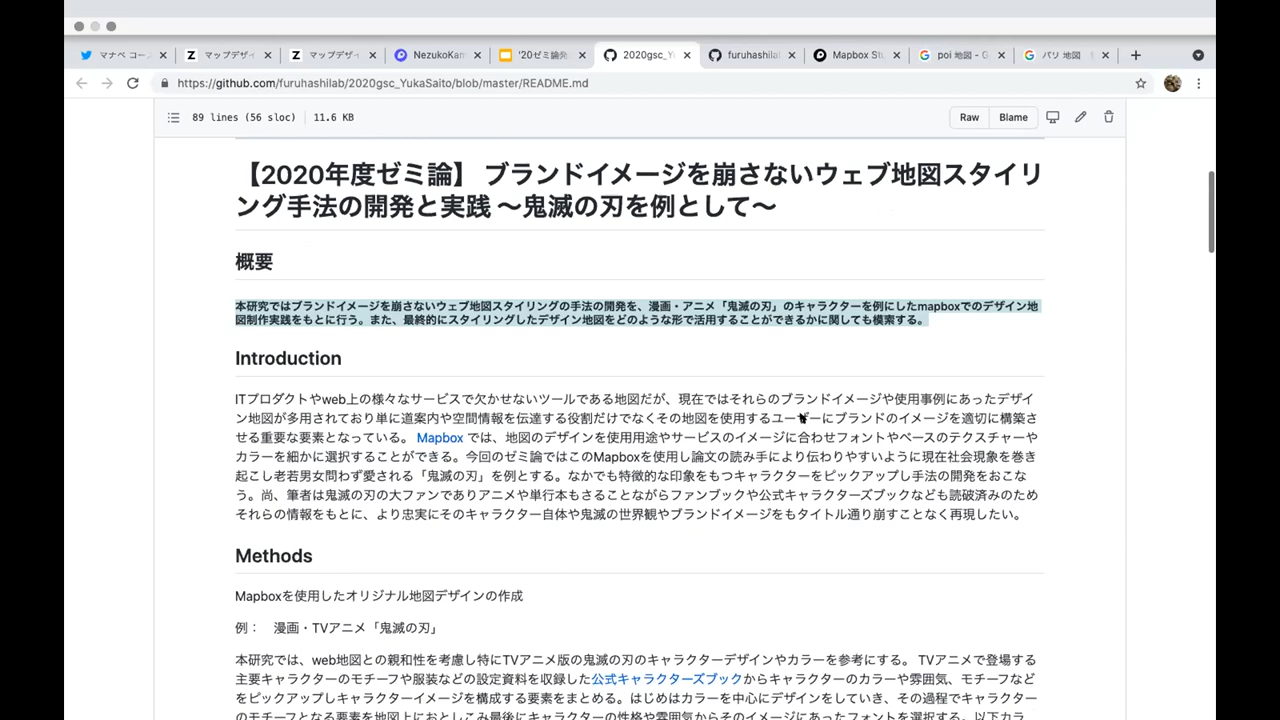 マナベ コー
マップデザイ
マップデザイ
NezukoKam
'20ゼミ論発
2020gsc_Y
furuhashilal
Mapbox St
poi 地図 - G
パリ 地図
https://github.com/furuhashilab/2020gsc_YukaSaito/blob/master/README.md
89 lines (56 sloc) 11.6 KB
Raw Blame
【2020年度ゼミ論】 ブランドイメージを崩さないウェブ地図スタイリ
ング手法の開発と実践 〜鬼滅の刃を例として〜
概要
本研究ではブランドイメージを崩さないウェブ地図スタイリングの手法の開発を、漫画・アニメ「鬼滅の刃」のキャラクターを例にしたmapboxでのデザイン地
図制作実践をもとに行う。また、最終的にスタイリングしたデザイン地図をどのような形で活用することができるかに関しても模索する。
Introduction
ITプロダクトやweb上の様々なサービスで欠かせないツールである地図だが、現在ではそれらのブランドイメージや使用事例にあったデザイ
ン地図が多用されており単に道案内や空間情報を伝達する役割だけでなくその地図を使用するユーザーにブランドのイメージを適切に構築さ
せる重要な要素となっている。 Mapbox では、地図のデザインを使用用途やサービスのイメージに合わせフォントやベースのテクスチャーや
カラーを細かに選択することができる。今回のゼミ論ではこのMapboxを使用し論文の読み手により伝わりやすいように現在社会現象を巻き
起こし老若男女問わず愛される「鬼滅の刃」を例とする。なかでも特徴的な印象をもつキャラクターをピックアップし手法の開発をおこな
う。尚、筆者は鬼滅の刃の大ファンでありアニメや単行本もさることながらファンブックや公式キャラクターズブックなども読破済みのため
それらの情報をもとに、より忠実にそのキャラクター自体や鬼滅の世界観やブランドイメージをもタイトル通り崩すことなく再現したい。
Methods
Mapboxを使用したオリジナル地図デザインの作成
例： 漫画・TVアニメ「鬼滅の刃」
本研究では、web地図との親和性を考慮し特にTVアニメ版の鬼滅の刃のキャラクターデザインやカラーを参考にする。 TVアニメで登場する
主要キャラクターのモチーフや服装などの設定資料を収録した公式キャラクターズブックからキャラクターのカラーや雰囲気、モチーフなど
をピックアップしキャラクターイメージを構成する要素をまとめる。はじめはカラーを中心にデザインをしていき、その過程でキャラクター
のモチーフとなる要素を地図上におとしこみ最後にキャラクターの性格や雰囲気からそのイメージにあったフォントを選択する。以下カラ